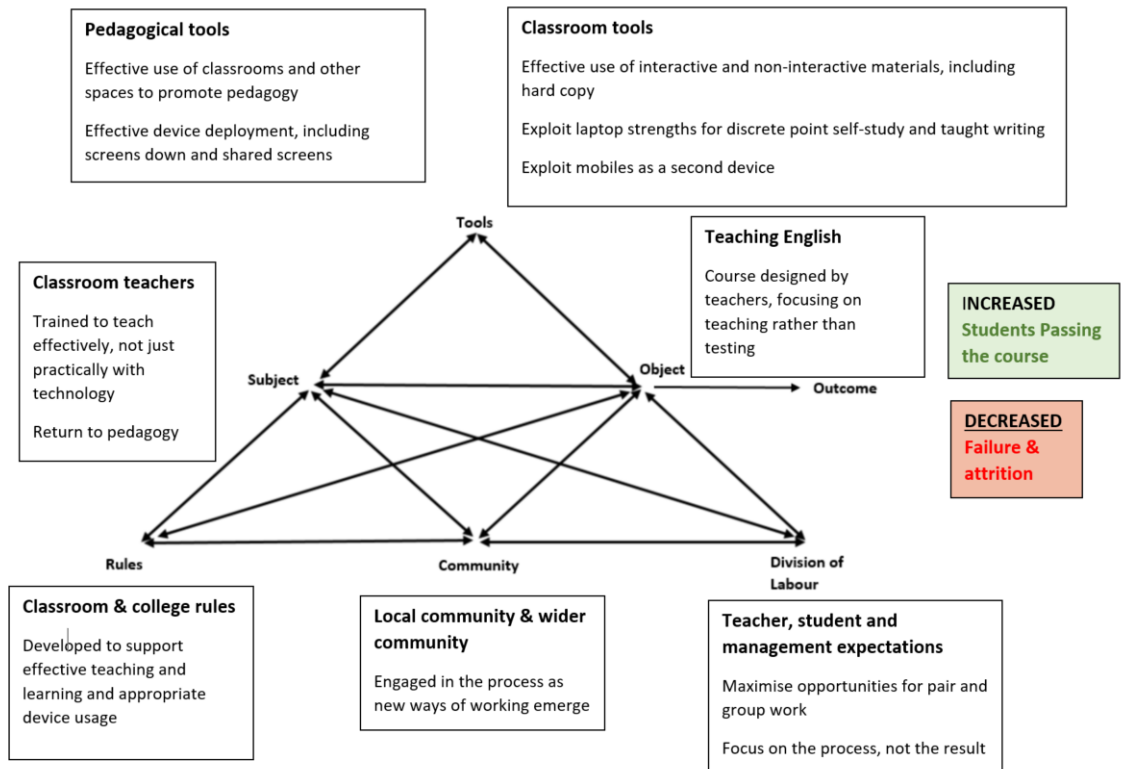 Pedagogical tools
Effective use of classrooms and other
spaces to promote pedagogy
Effective device deployment, including
screens down and shared screens
Classroom tools
Effective use of interactive and non-interactive materials, including
hard copy
Exploit laptop strengths for discrete point self-study and taught writing
Exploit mobiles as a second device
Tools
Classroom teachers
Trained to teach
effectively, not just
practically with
technology
Return to pedagogy
Teaching English
Course designed by
teachers, focusing on
teaching rather than
testing
INCREASED
Students Passing
the course
Subject
Object
Outcome
DECREASED
Failure &
attrition
Rules
Community
Division of
Labour
Classroom & college rules
Developed to support
effective teaching and
learning and appropriate
device usage
Local community & wider
community
Engaged in the process as
new ways of working emerge
Teacher, student and
management expectations
Maximise opportunities for pair and
group work
Focus on the process, not the result